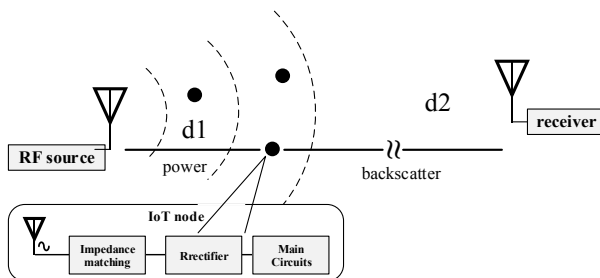 d1
d2
RF source
receiver
power
backscatter
IoT node
Impedance
matching
Rrectifier
Main
Circuits